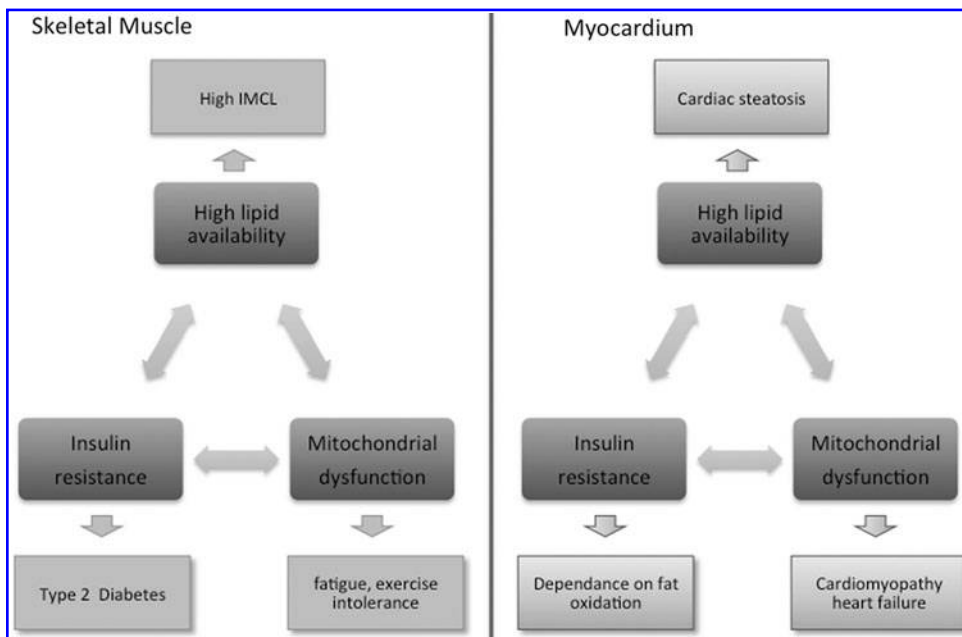 Skeletal Muscle
High IMCL
High lipid
availability
Insulin
resistance
Mitochondrial
dysfunction
Type 2 Diabetes
fatigue, exercise
intolerance
Myocardium
Cardiac steatosis
High lipid
availability
Insulin
resistance
Mitochondrial
dysfunction
Dependance on fat
oxidation
Cardiomyopathy
heart failure